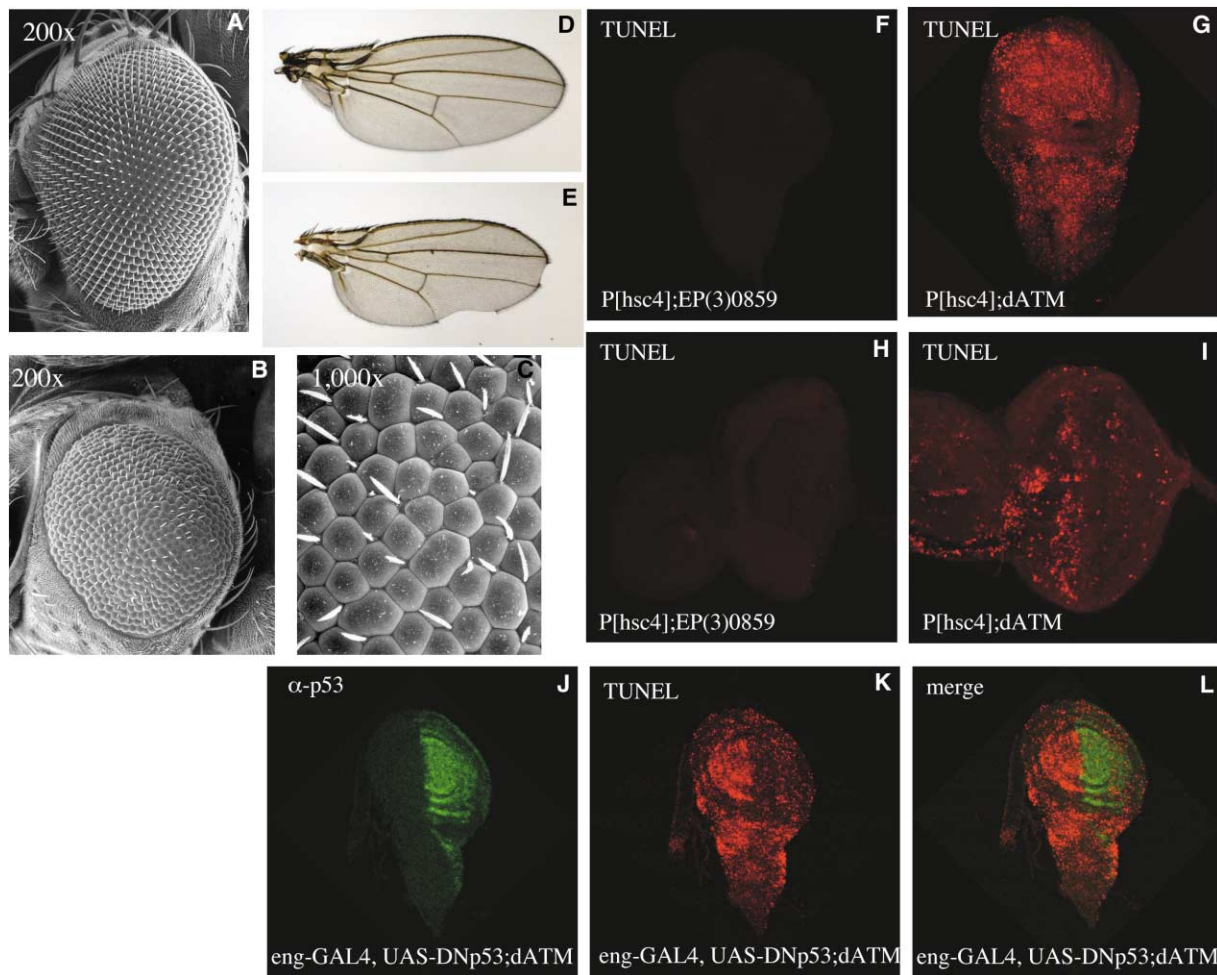 200x
A
D
TUNEL
F
P[hsc4];EP(3)0859
TUNEL
G
P[hsc4];dATM
E
200x
B
1,000x
C
TUNEL
H
P[hsc4];EP(3)0859
TUNEL
I
P[hsc4];dATM
α-p53
J
eng-GAL4, UAS-DNp53;dATM
TUNEL
K
eng-GAL4, UAS-DNp53;dATM
merge
L
eng-GAL4, UAS-DNp53;dATM